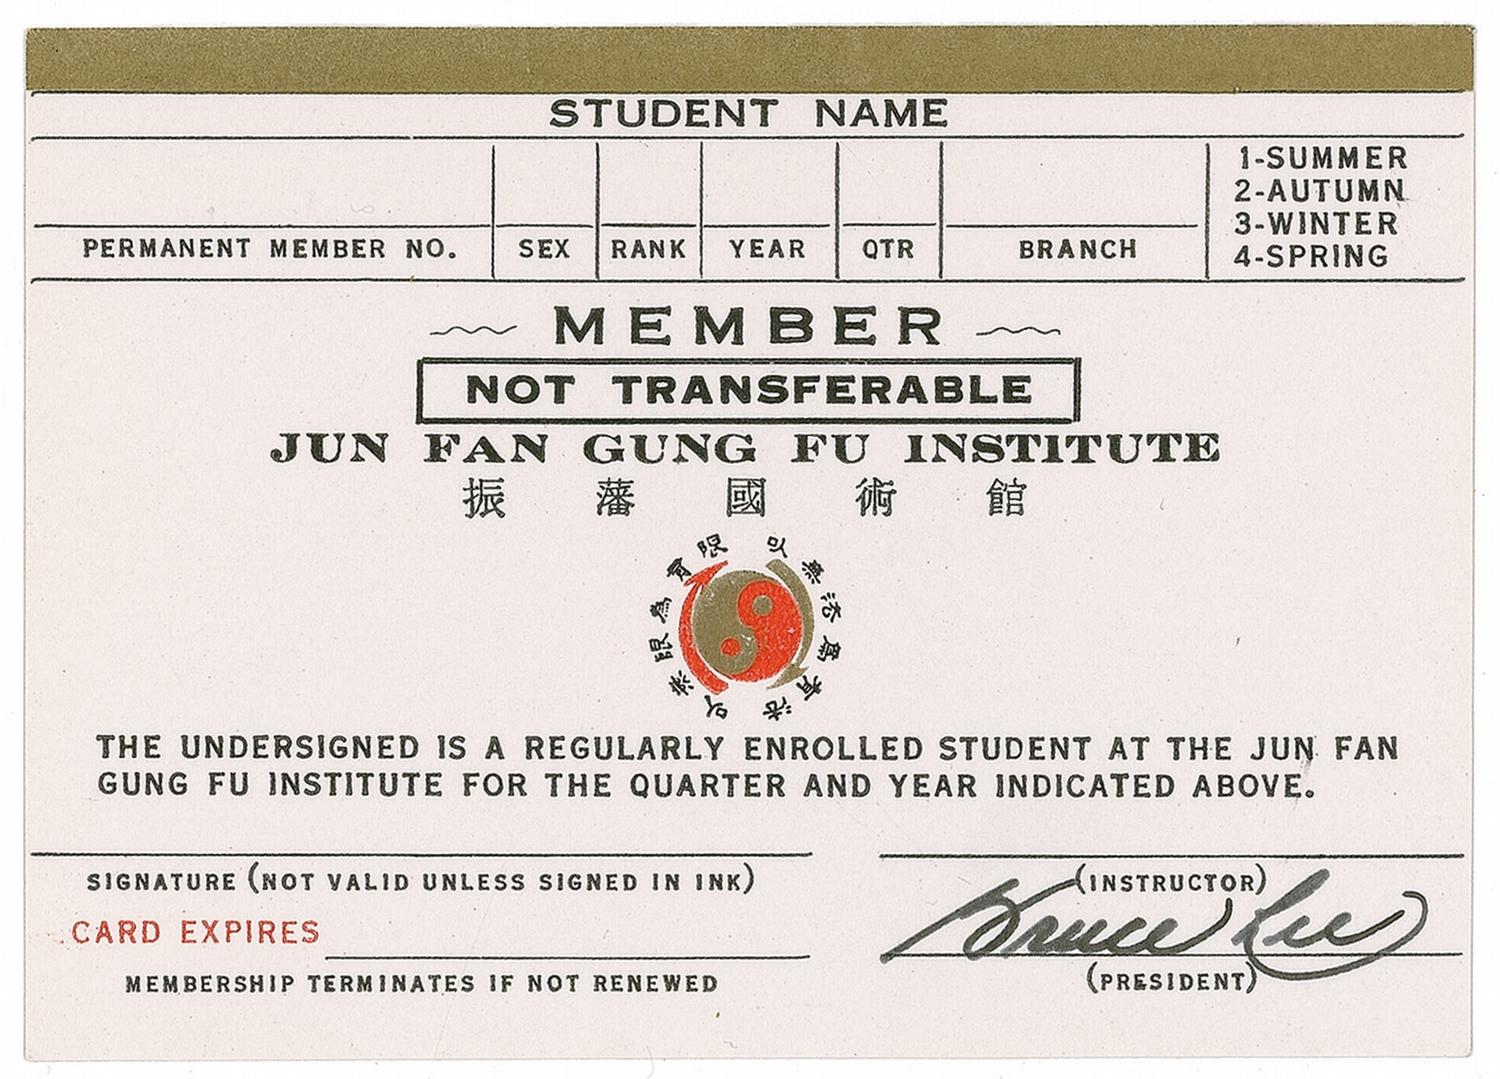 STUDENT NAME
1-SUMMER
2-AUTUMN
3-WINTER
4-SPRING
PERMANENT MEMBER NO. SEX RANK YEAR QTR BRANCH
MEMBER
NOT TRANSFERABLE
JUN FAN GUNG FU INSTITUTE
振藩國術館
以無法為有法
以無限為有限
THE UNDERSIGNED IS A REGULARLY ENROLLED STUDENT AT THE JUN FAN
GUNG FU INSTITUTE FOR THE QUARTER AND YEAR INDICATED ABOVE.
SIGNATURE (NOT VALID UNLESS SIGNED IN INK)
(INSTRUCTOR)
CARD EXPIRES
Bruce Lee
MEMBERSHIP TERMINATES IF NOT RENEWED
(PRESIDENT)